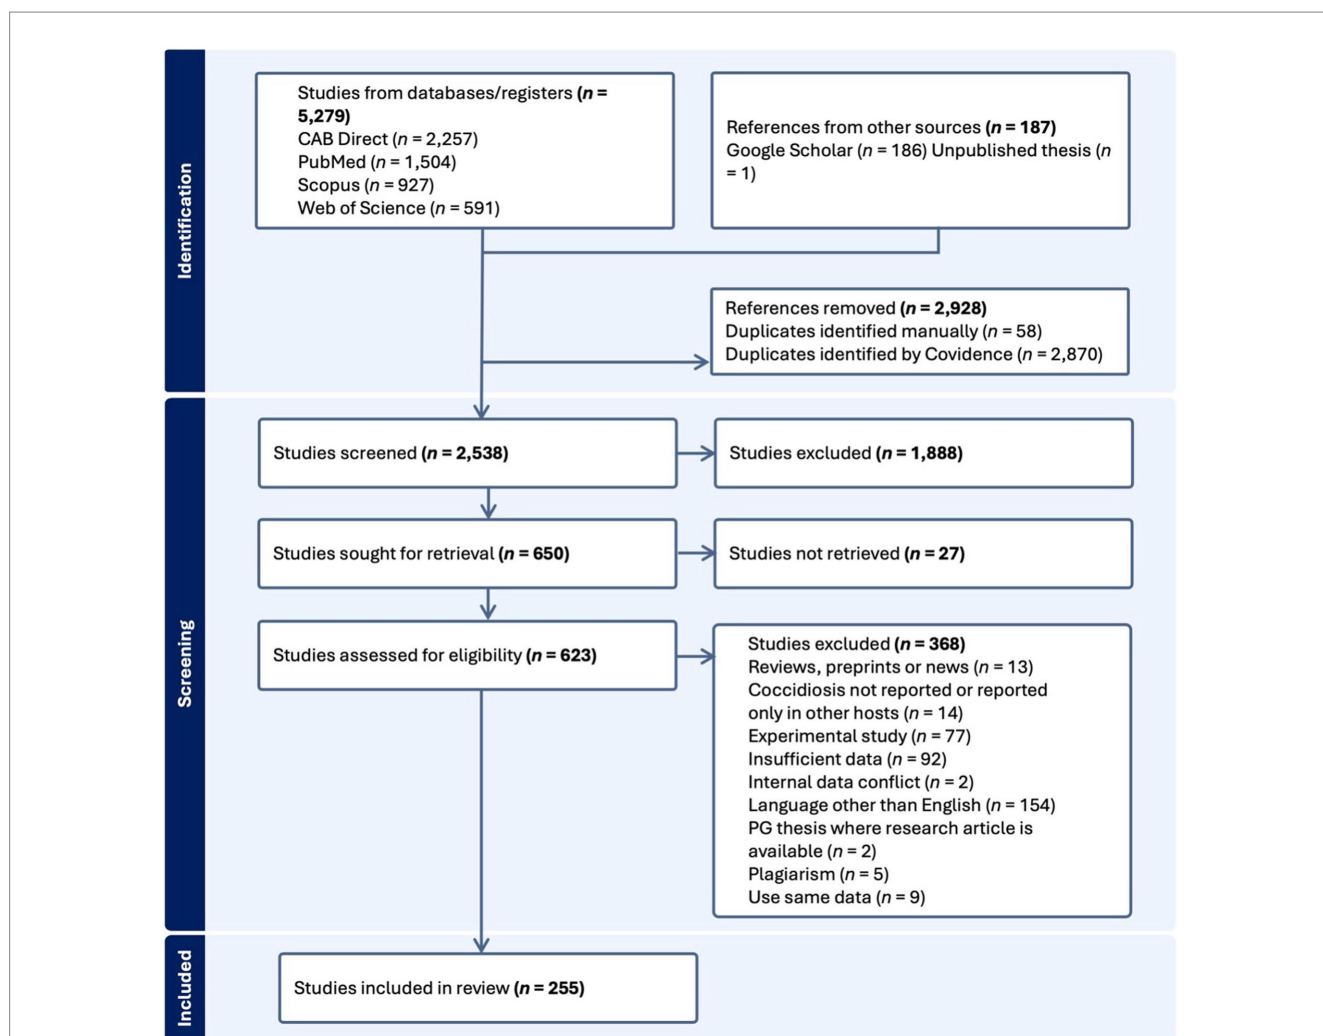 Identification
Studies from databases/registers (n =
5,279)
CAB Direct (n = 2,257)
PubMed (n = 1,504)
Scopus (n = 927)
Web of Science (n = 591)
References from other sources (n = 187)
Google Scholar (n = 186) Unpublished thesis (n
= 1)
References removed (n = 2,928)
Duplicates identified manually (n = 58)
Duplicates identified by Covidence (n = 2,870)
Screening
Studies screened (n = 2,538)
Studies excluded (n = 1,888)
Studies sought for retrieval (n = 650)
Studies not retrieved (n = 27)
Studies assessed for eligibility (n = 623)
Studies excluded (n = 368)
Reviews, preprints or news (n = 13)
Coccidiosis not reported or reported
only in other hosts (n = 14)
Experimental study (n = 77)
Insufficient data (n = 92)
Internal data conflict (n = 2)
Language other than English (n = 154)
PG thesis where research article is
available (n = 2)
Plagiarism (n = 5)
Use same data (n = 9)
Included
Studies included in review (n = 255)